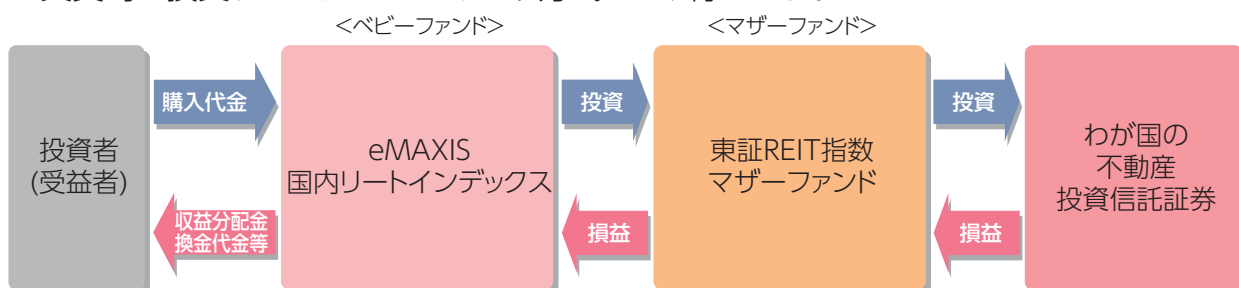 <ベビーファンド>
<マザーファンド>
投資者
(受益者)
購入代金
収益分配金
換金代金等
eMAXIS
国内リートインデックス
投資
損益
東証REIT指数
マザーファンド
投資
損益
わが国の
不動産
投資信託証券